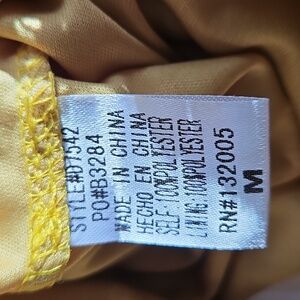 STYLE#D7542
PO#B3284
MADE IN CHINA
HECHO EN CHINA
SELF:100%POLYESTER
LINING:100%POLYESTER
RN#132005
M